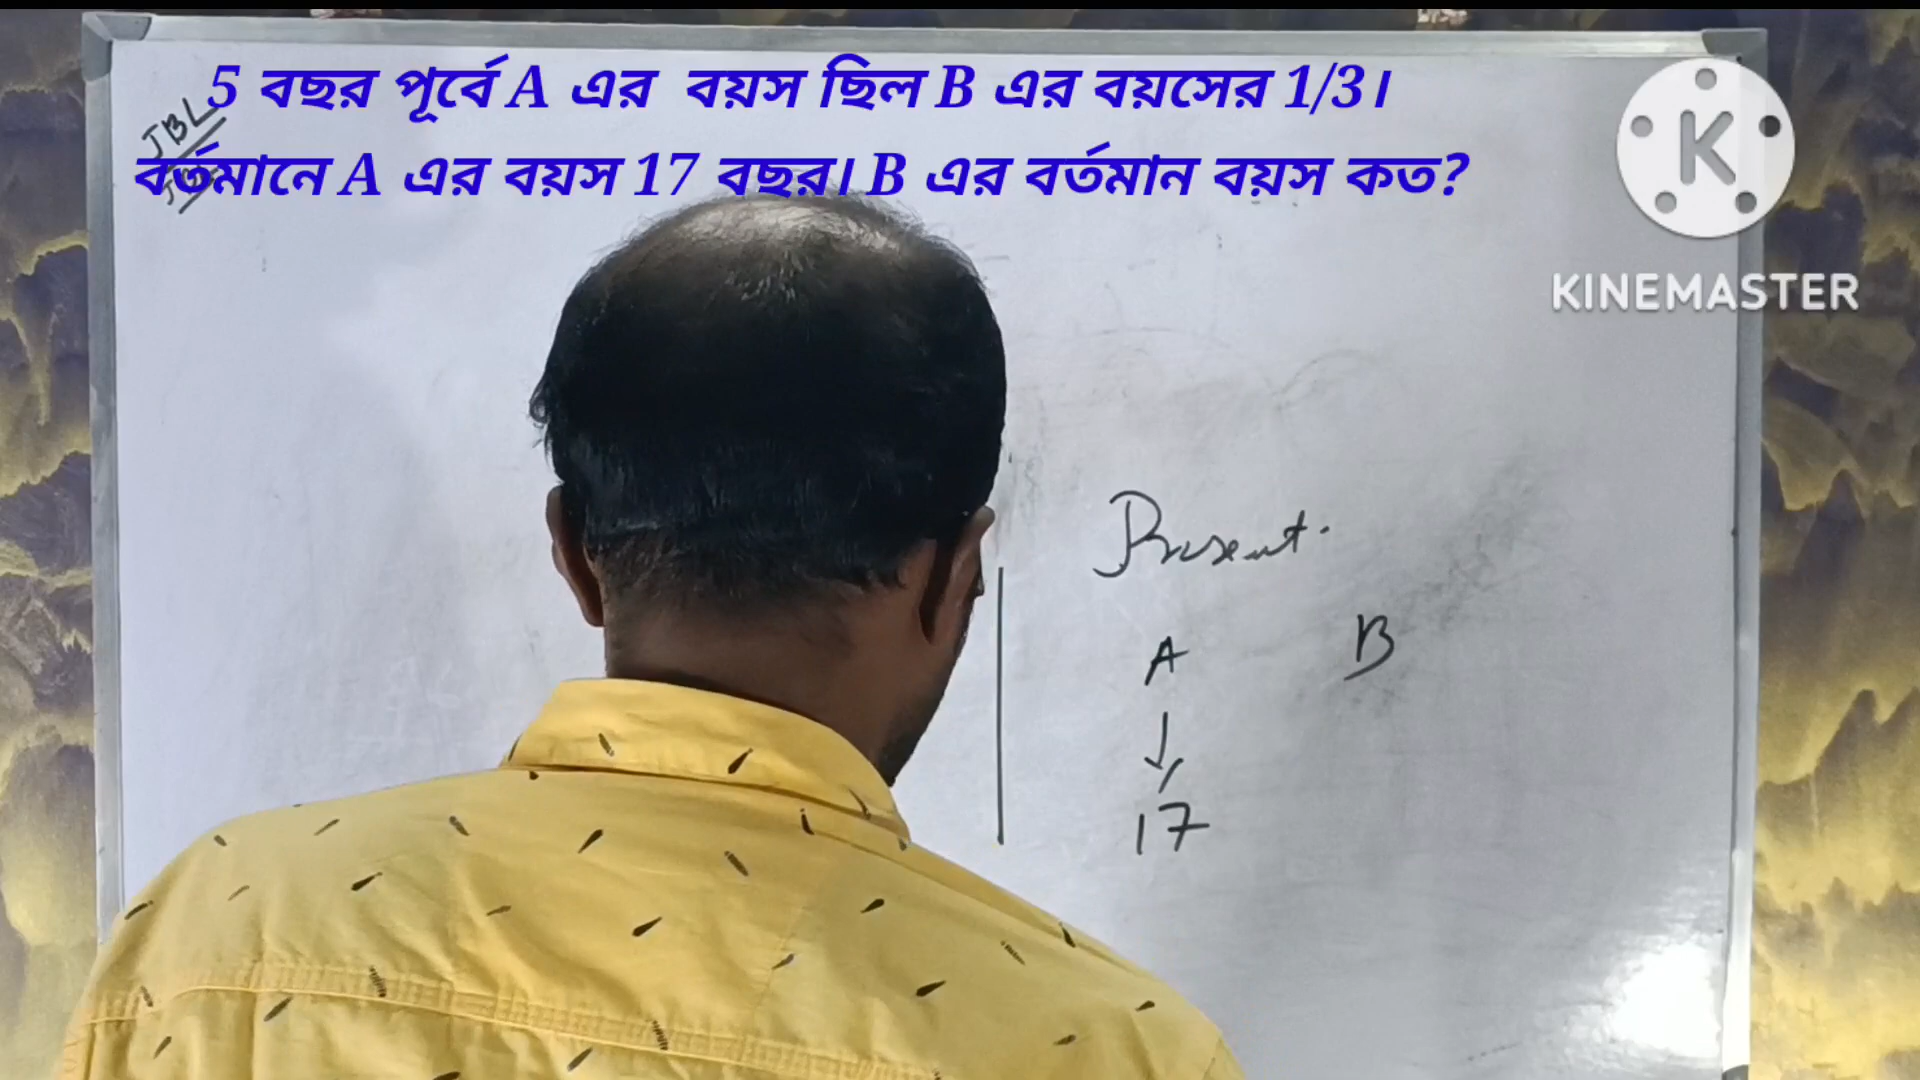 5 বছর পূর্বে A এর বয়স ছিল B এর বয়সের 1/3।
বর্তমানে A এর বয়স 17 বছর। B এর বর্তমান বয়স কত?
JBL
KINEMASTER
Present.
A B
17